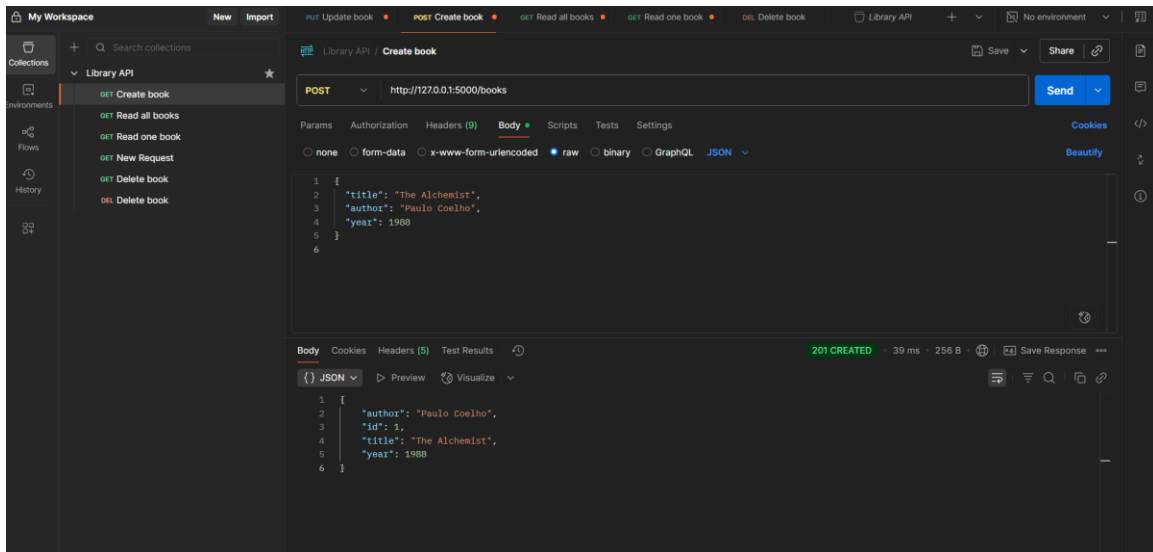 My Workspace New Import PUT Update book POST Create book GET Read all books GET Read one book DEL Delete book Library API No environment
Collections
Environments
Flows
History
Search collections
Library API
GET Create book
GET Read all books
GET Read one book
GET New Request
GET Delete book
DEL Delete book
Library API / Create book Save Share
POST http://127.0.0.1:5000/books Send
Params Authorization Headers (9) Body Scripts Tests Settings Cookies
none form-data x-www-form-urlencoded raw binary GraphQL JSON Beautify
1 {
2 "title": "The Alchemist",
3 "author": "Paulo Coelho",
4 "year": 1988
5 }
6
Body Cookies Headers (5) Test Results 201 CREATED 39 ms 256 B Save Response
{} JSON Preview Visualize
1 {
2 "author": "Paulo Coelho",
3 "id": 1,
4 "title": "The Alchemist",
5 "year": 1988
6 }